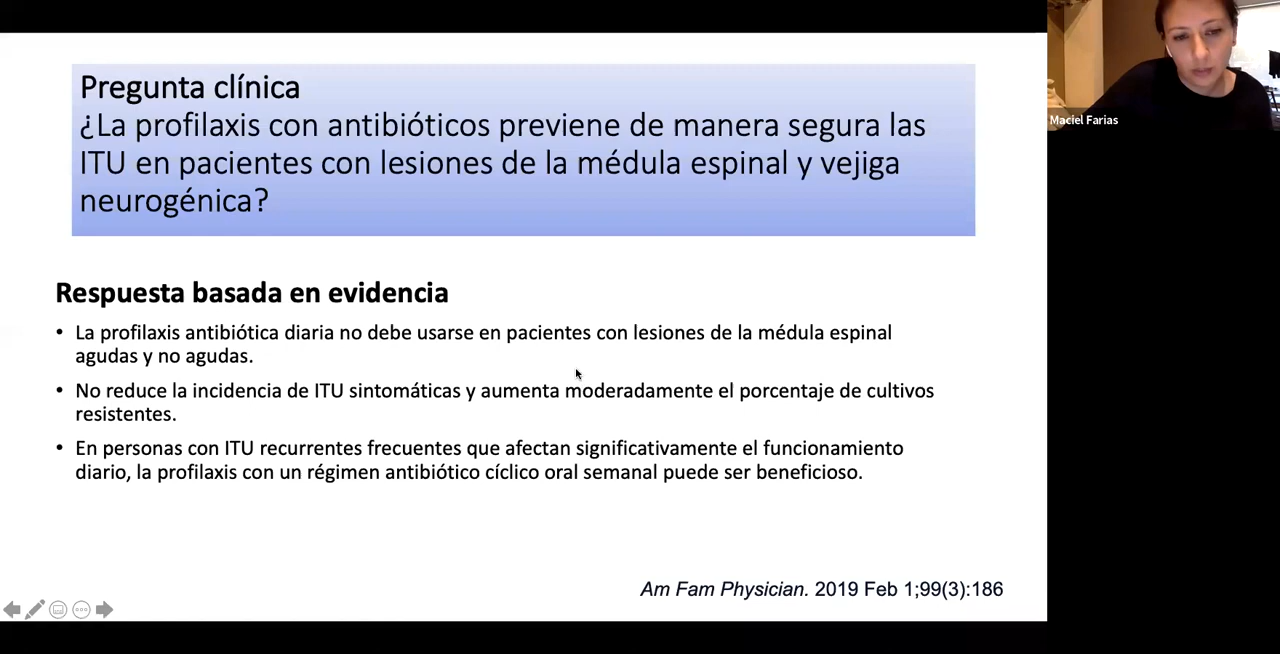 Pregunta clínica
¿La profilaxis con antibióticos previene de manera segura las
ITU en pacientes con lesiones de la médula espinal y vejiga
neurogénica?
Maciel Farias
Respuesta basada en evidencia
• La profilaxis antibiótica diaria no debe usarse en pacientes con lesiones de la médula espinal
agudas y no agudas.
• No reduce la incidencia de ITU sintomáticas y aumenta moderadamente el porcentaje de cultivos
resistentes.
• En personas con ITU recurrentes frecuentes que afectan significativamente el funcionamiento
diario, la profilaxis con un régimen antibiótico cíclico oral semanal puede ser beneficioso.
Am Fam Physician. 2019 Feb 1;99(3):186